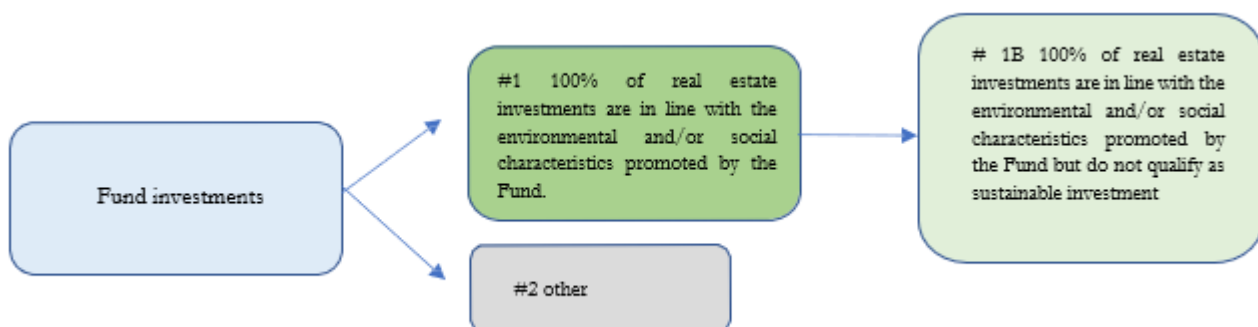 Fund investments
#1 100% of real estate
investments are in line with the
environmental and/or social
characteristics promoted by the
Fund.
#2 other
# 1B 100% of real estate
investments are in line with the
environmental and/or social
characteristics promoted by
the Fund but do not qualify as
sustainable investment